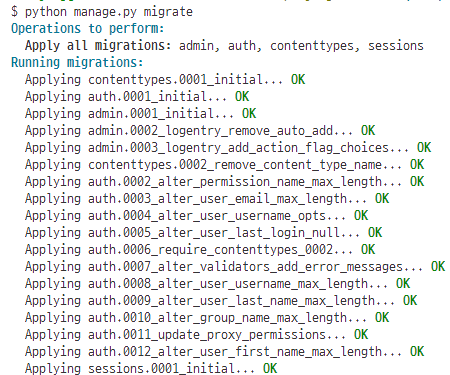 $ python manage.py migrate
Operations to perform:
  Apply all migrations: admin, auth, contenttypes, sessions
Running migrations:
  Applying contenttypes.0001_initial... OK
  Applying auth.0001_initial... OK
  Applying admin.0001_initial... OK
  Applying admin.0002_logentry_remove_auto_add... OK
  Applying admin.0003_logentry_add_action_flag_choices... OK
  Applying contenttypes.0002_remove_content_type_name... OK
  Applying auth.0002_alter_permission_name_max_length... OK
  Applying auth.0003_alter_user_email_max_length... OK
  Applying auth.0004_alter_user_username_opts... OK
  Applying auth.0005_alter_user_last_login_null... OK
  Applying auth.0006_require_contenttypes_0002... OK
  Applying auth.0007_alter_validators_add_error_messages... OK
  Applying auth.0008_alter_user_username_max_length... OK
  Applying auth.0009_alter_user_last_name_max_length... OK
  Applying auth.0010_alter_group_name_max_length... OK
  Applying auth.0011_update_proxy_permissions... OK
  Applying auth.0012_alter_user_first_name_max_length... OK
  Applying sessions.0001_initial... OK